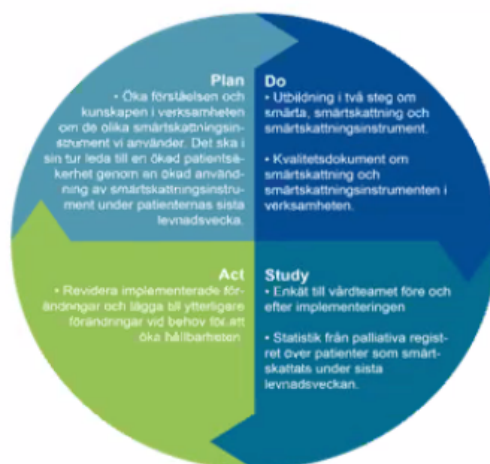 Plan
• Öka förståelsen och
kunskapen i verksamheten
om de olika smärtskattningsin-
strument vi använder. Det ska i
sin tur leda till en ökad patientsä-
kerhet genom en ökad använd-
ning av smärtskattningsinstru-
ment under patienternas sista
levnadsvecka.
Do
• Utbildning i två steg om
smärta, smärtskattning och
smärtskattningsinstrument.
• Kvalitetsdokument om
smärtskattning och
smärtskattningsinstrumenten i
verksamheten.
Act
• Revidera implementerade för-
ändringar och lägga till ytterligare
förändringar vid behov för att
öka hållbarheten.
Study
• Enkät till vårdteamet före och
efter implementeringen
• Statistik från palliativa regist-
ret över patienter som smärt-
skattats under sista
levnadsveckan.